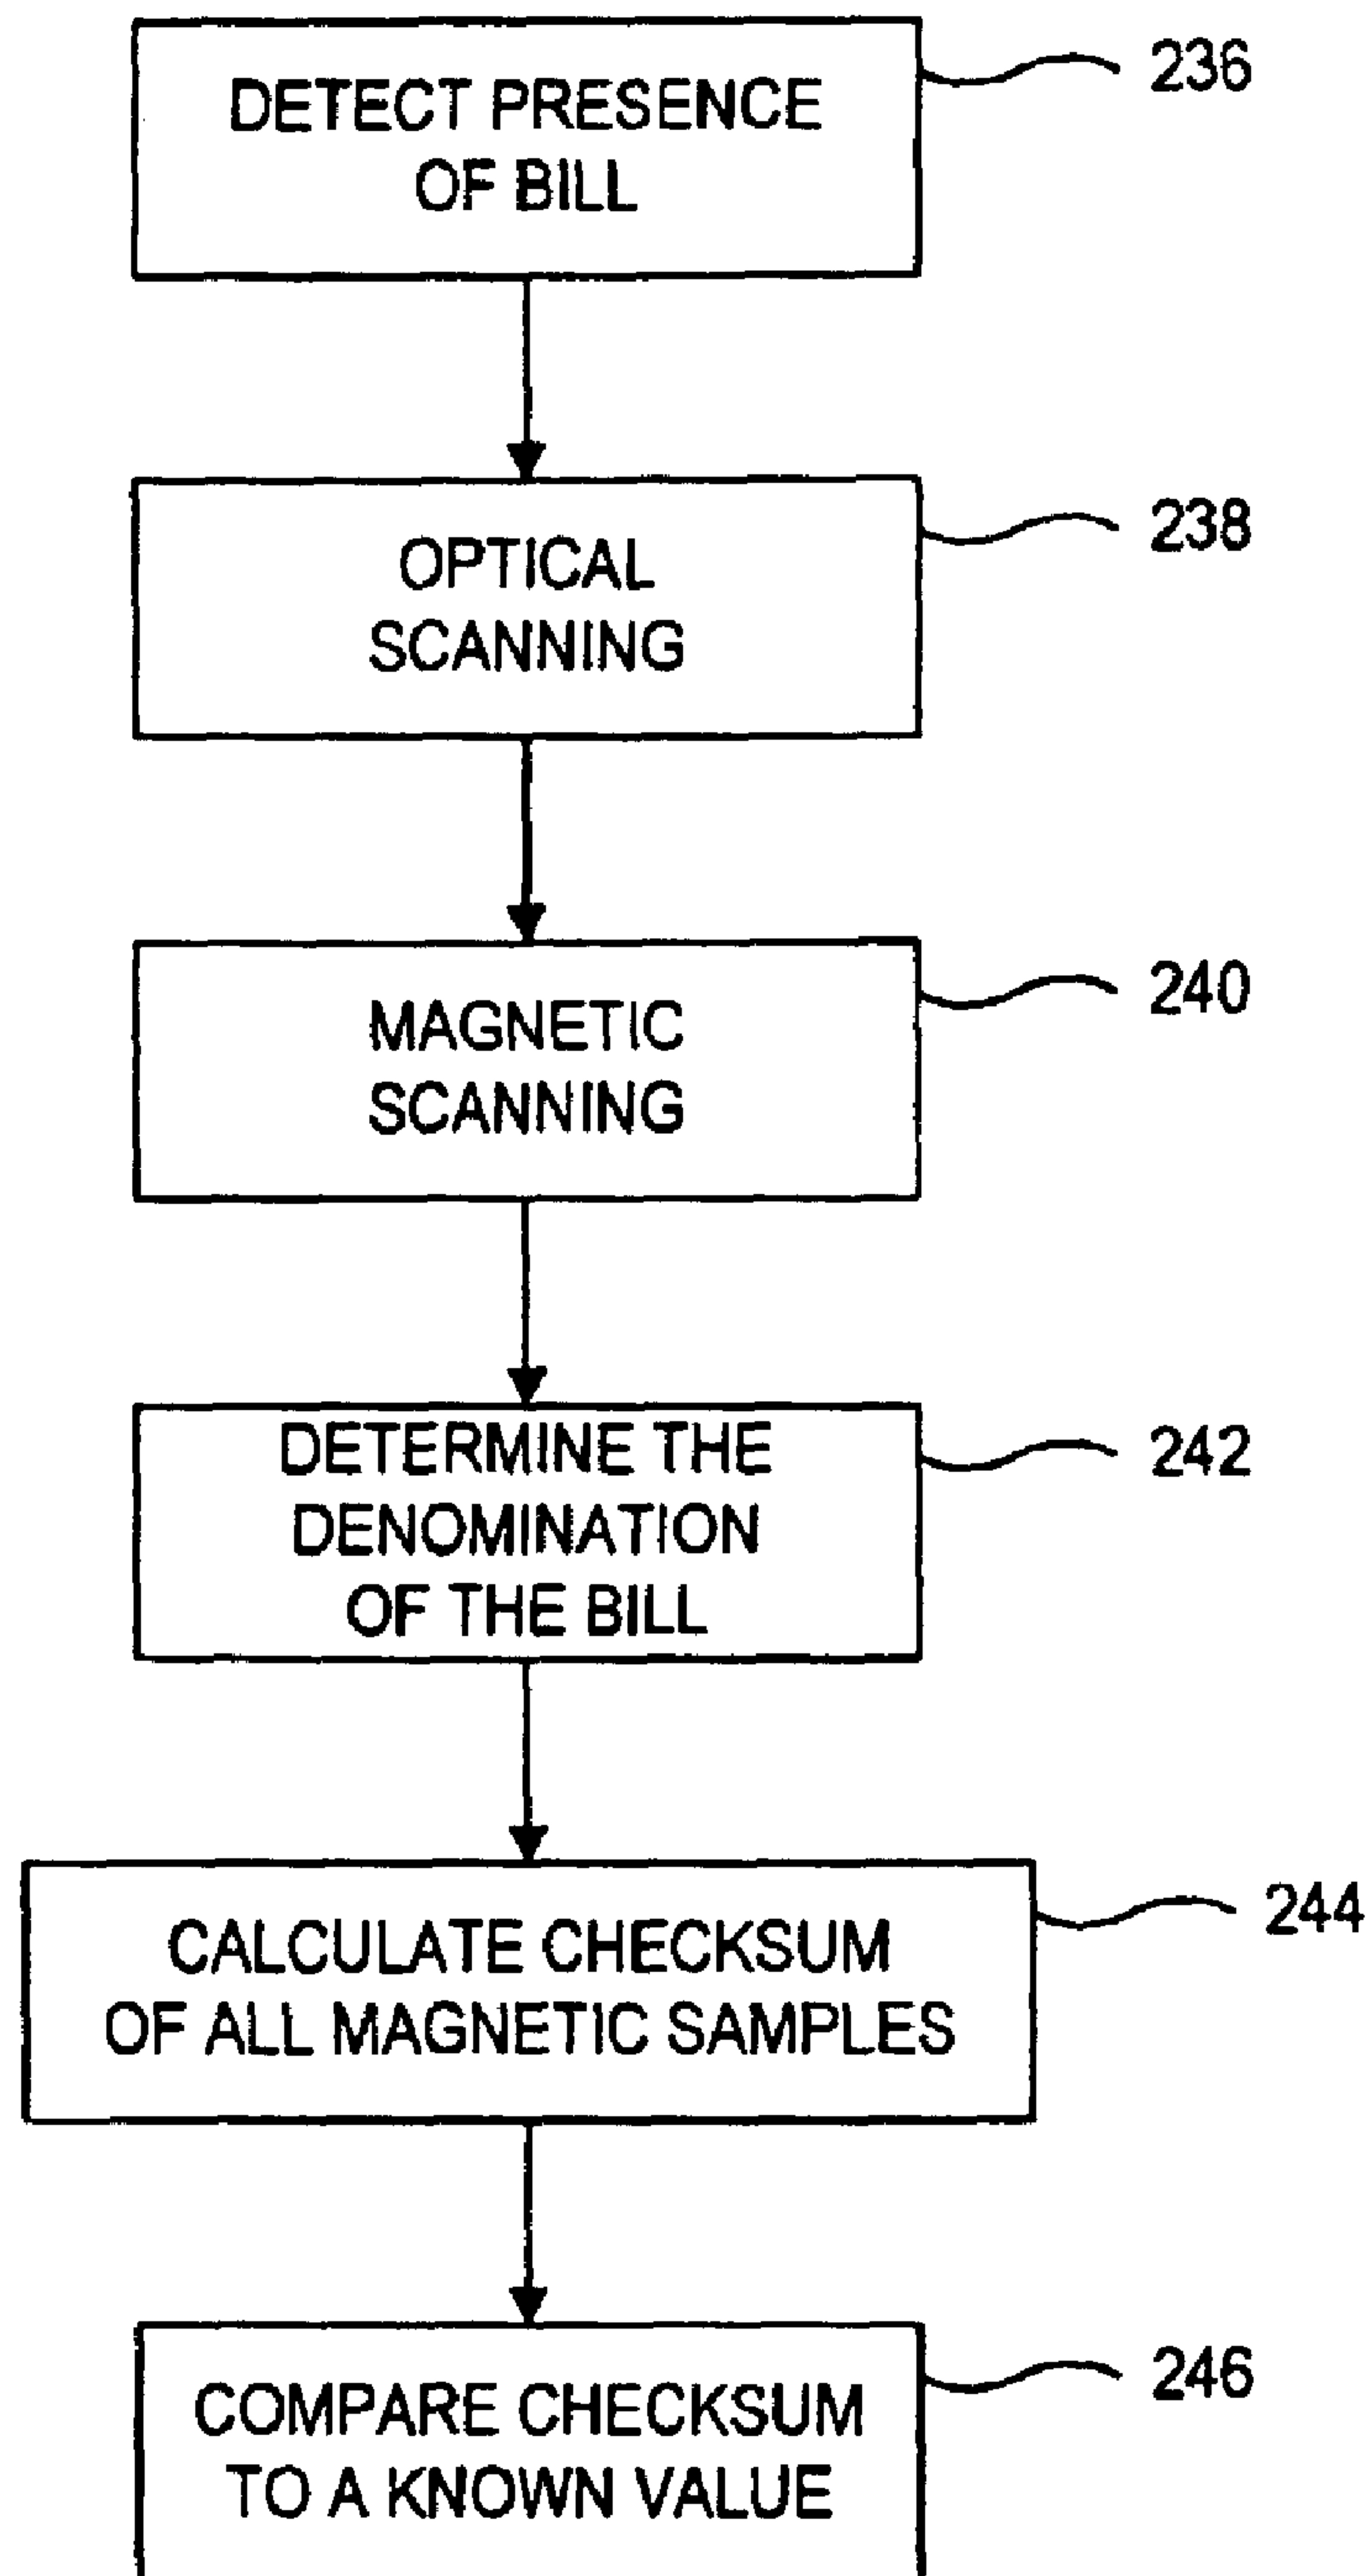 DETECT PRESENCE
OF BILL
236
OPTICAL
SCANNING
238
MAGNETIC
SCANNING
240
DETERMINE THE
DENOMINATION
OF THE BILL
242
CALCULATE CHECKSUM
OF ALL MAGNETIC SAMPLES
244
COMPARE CHECKSUM
TO A KNOWN VALUE
246